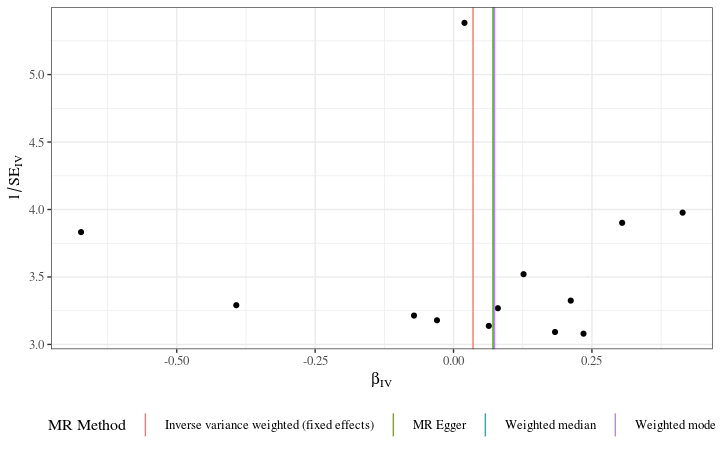 5.0
4.5
4.0
3.5
3.0
1/SE_IV
-0.50 -0.25 0.00 0.25
β_IV
MR Method Inverse variance weighted (fixed effects) MR Egger Weighted median Weighted mode